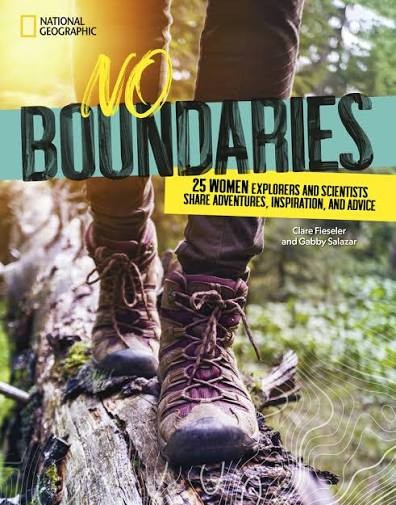 NATIONAL
GEOGRAPHIC
NO
BOUNDARIES
25 WOMEN EXPLORERS AND SCIENTISTS
SHARE ADVENTURES, INSPIRATION, AND ADVICE
Clare Fieseler
and Gabby Salazar